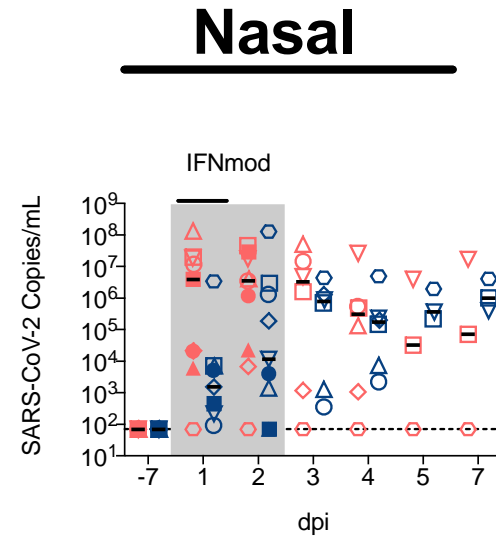 Nasal
IFNmod
SARS-CoV-2 Copies/mL
10⁹
10⁸
10⁷
10⁶
10⁵
10⁴
10³
10²
10¹
-7 1 2 3 4 5 7
dpi